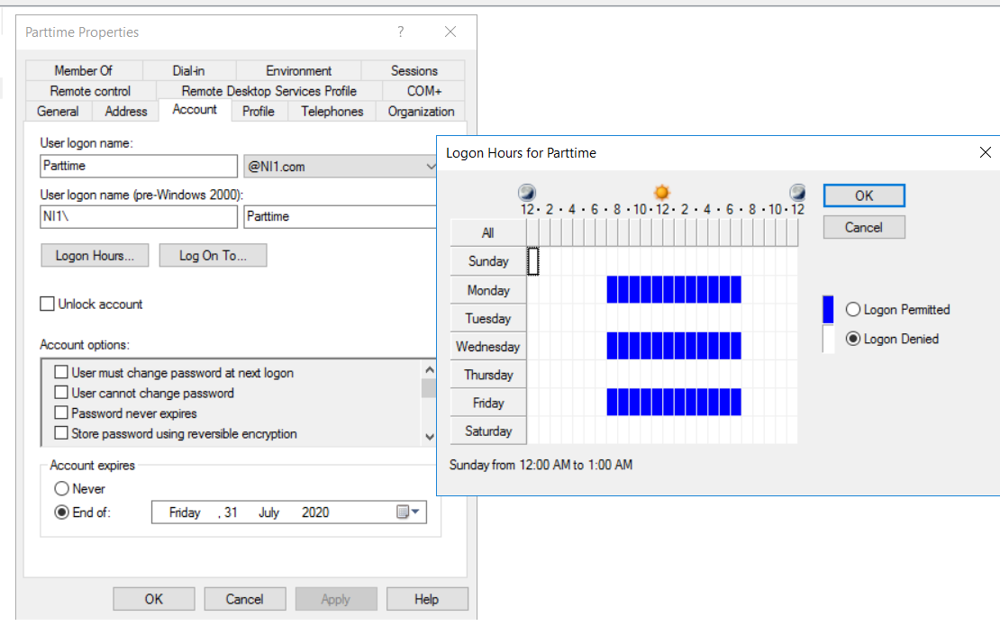 Parttime Properties ?
Member Of Dial-in Environment Sessions
Remote control Remote Desktop Services Profile COM+
General Address Account Profile Telephones Organization
User logon name:
Parttime @NI1.com
User logon name (pre-Windows 2000):
NI1\ Parttime
Logon Hours... Log On To...
Unlock account
Account options:
User must change password at next logon
User cannot change password
Password never expires
Store password using reversible encryption
Account expires
Never
End of: Friday , 31 July 2020
OK Cancel Apply Help
Logon Hours for Parttime
12 · 2 · 4 · 6 · 8 · 10 · 12 · 2 · 4 · 6 · 8 · 10 · 12
All
Sunday
Monday
Tuesday
Wednesday
Thursday
Friday
Saturday
OK
Cancel
Logon Permitted
Logon Denied
Sunday from 12:00 AM to 1:00 AM